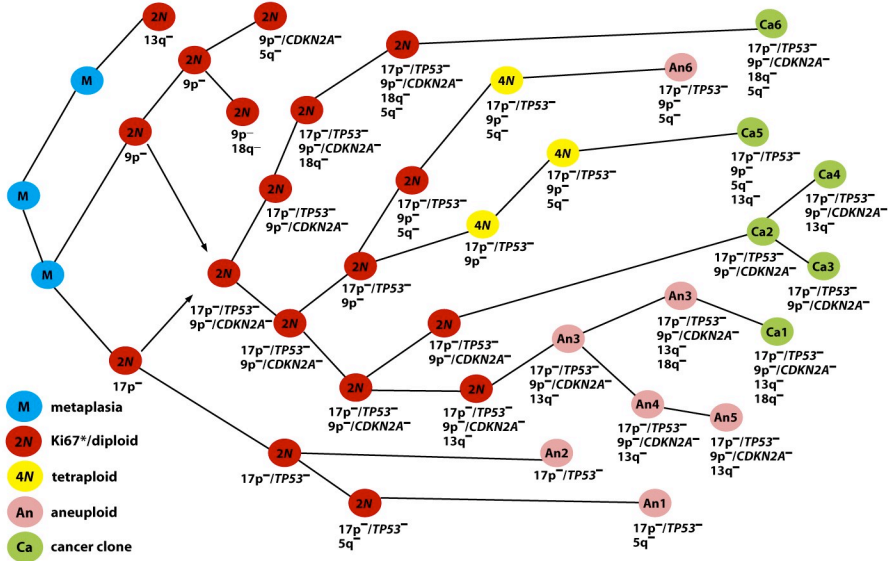 2N
13q⁻
2N
9p⁻/CDKN2A⁻
5q⁻
2N
9p⁻
M
2N
9p⁻
18q⁻
2N
9p⁻
M
M
2N
17p⁻
2N
17p⁻/TP53⁻
9p⁻/CDKN2A⁻
18q⁻
5q⁻
Ca6
17p⁻/TP53⁻
9p⁻/CDKN2A⁻
18q⁻
5q⁻
2N
17p⁻/TP53⁻
9p⁻/CDKN2A⁻
18q⁻
2N
17p⁻/TP53⁻
9p⁻/CDKN2A⁻
2N
17p⁻/TP53⁻
9p⁻/CDKN2A⁻
4N
17p⁻/TP53⁻
9p⁻
5q⁻
An6
17p⁻/TP53⁻
9p⁻
5q⁻
2N
17p⁻/TP53⁻
9p⁻
5q⁻
4N
17p⁻/TP53⁻
9p⁻
5q⁻
Ca5
17p⁻/TP53⁻
9p⁻
5q⁻
13q⁻
4N
17p⁻/TP53⁻
9p⁻
2N
17p⁻/TP53⁻
9p⁻
2N
17p⁻/TP53⁻
9p⁻/CDKN2A⁻
Ca4
17p⁻/TP53⁻
9p⁻/CDKN2A⁻
13q⁻
Ca2
17p⁻/TP53⁻
9p⁻/CDKN2A⁻
Ca3
17p⁻/TP53⁻
9p⁻/CDKN2A⁻
2N
17p⁻/TP53⁻
9p⁻/CDKN2A⁻
2N
17p⁻/TP53⁻
9p⁻/CDKN2A⁻
2N
17p⁻/TP53⁻
9p⁻/CDKN2A⁻
13q⁻
An3
17p⁻/TP53⁻
9p⁻/CDKN2A⁻
13q⁻
An3
17p⁻/TP53⁻
9p⁻/CDKN2A⁻
13q⁻
18q⁻
Ca1
17p⁻/TP53⁻
9p⁻/CDKN2A⁻
13q⁻
18q⁻
An4
17p⁻/TP53⁻
9p⁻/CDKN2A⁻
13q⁻
An5
17p⁻/TP53⁻
9p⁻/CDKN2A⁻
13q⁻
2N
17p⁻/TP53⁻
An2
17p⁻/TP53⁻
2N
17p⁻/TP53⁻
5q⁻
An1
17p⁻/TP53⁻
5q⁻
M metaplasia
2N Ki67*/diploid
4N tetraploid
An aneuploid
Ca cancer clone